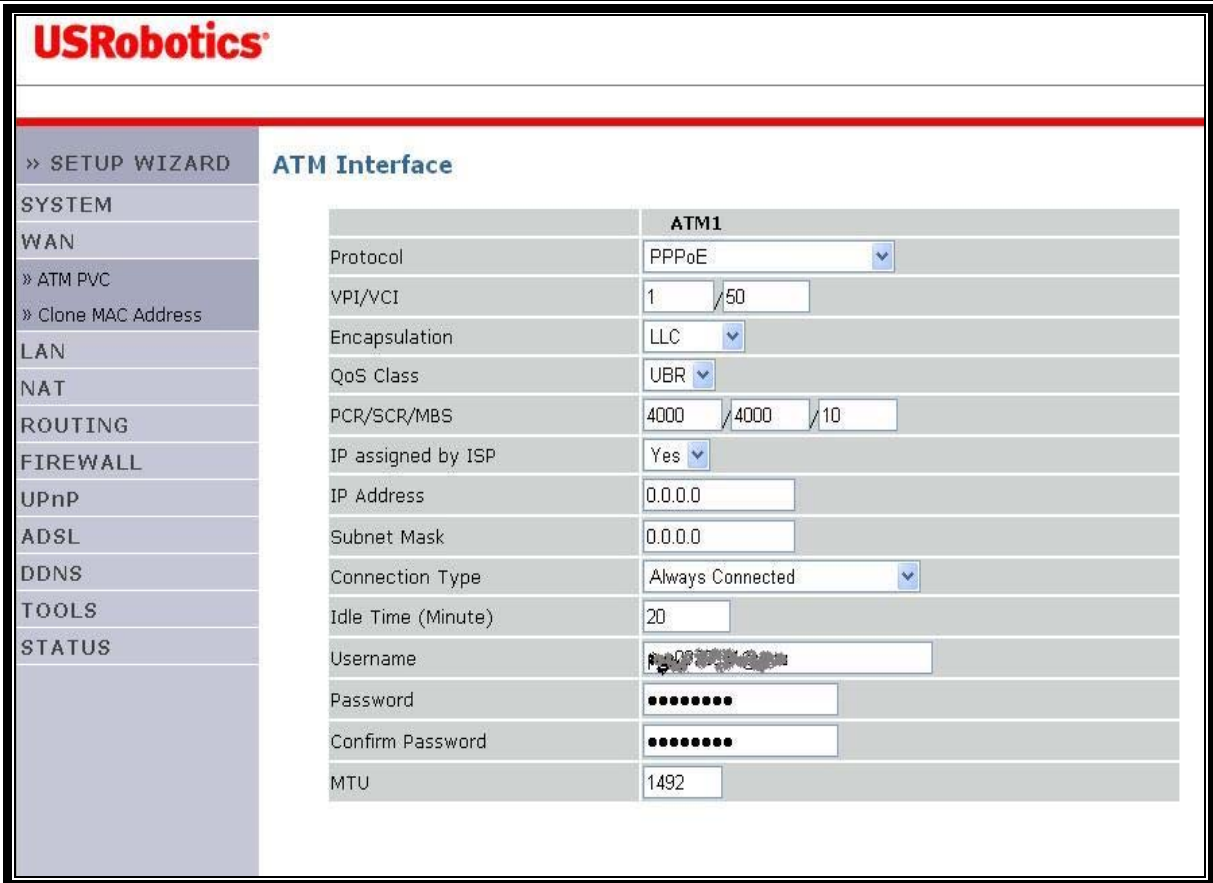 USRobotics
» SETUP WIZARD
SYSTEM
WAN
» ATM PVC
» Clone MAC Address
LAN
NAT
ROUTING
FIREWALL
UPnP
ADSL
DDNS
TOOLS
STATUS
ATM Interface
ATM1
Protocol PPPoE
VPI/VCI 1 / 50
Encapsulation LLC
QoS Class UBR
PCR/SCR/MBS 4000 / 4000 / 10
IP assigned by ISP Yes
IP Address 0.0.0.0
Subnet Mask 0.0.0.0
Connection Type Always Connected
Idle Time (Minute) 20
Username
Password ••••••••
Confirm Password ••••••••
MTU 1492